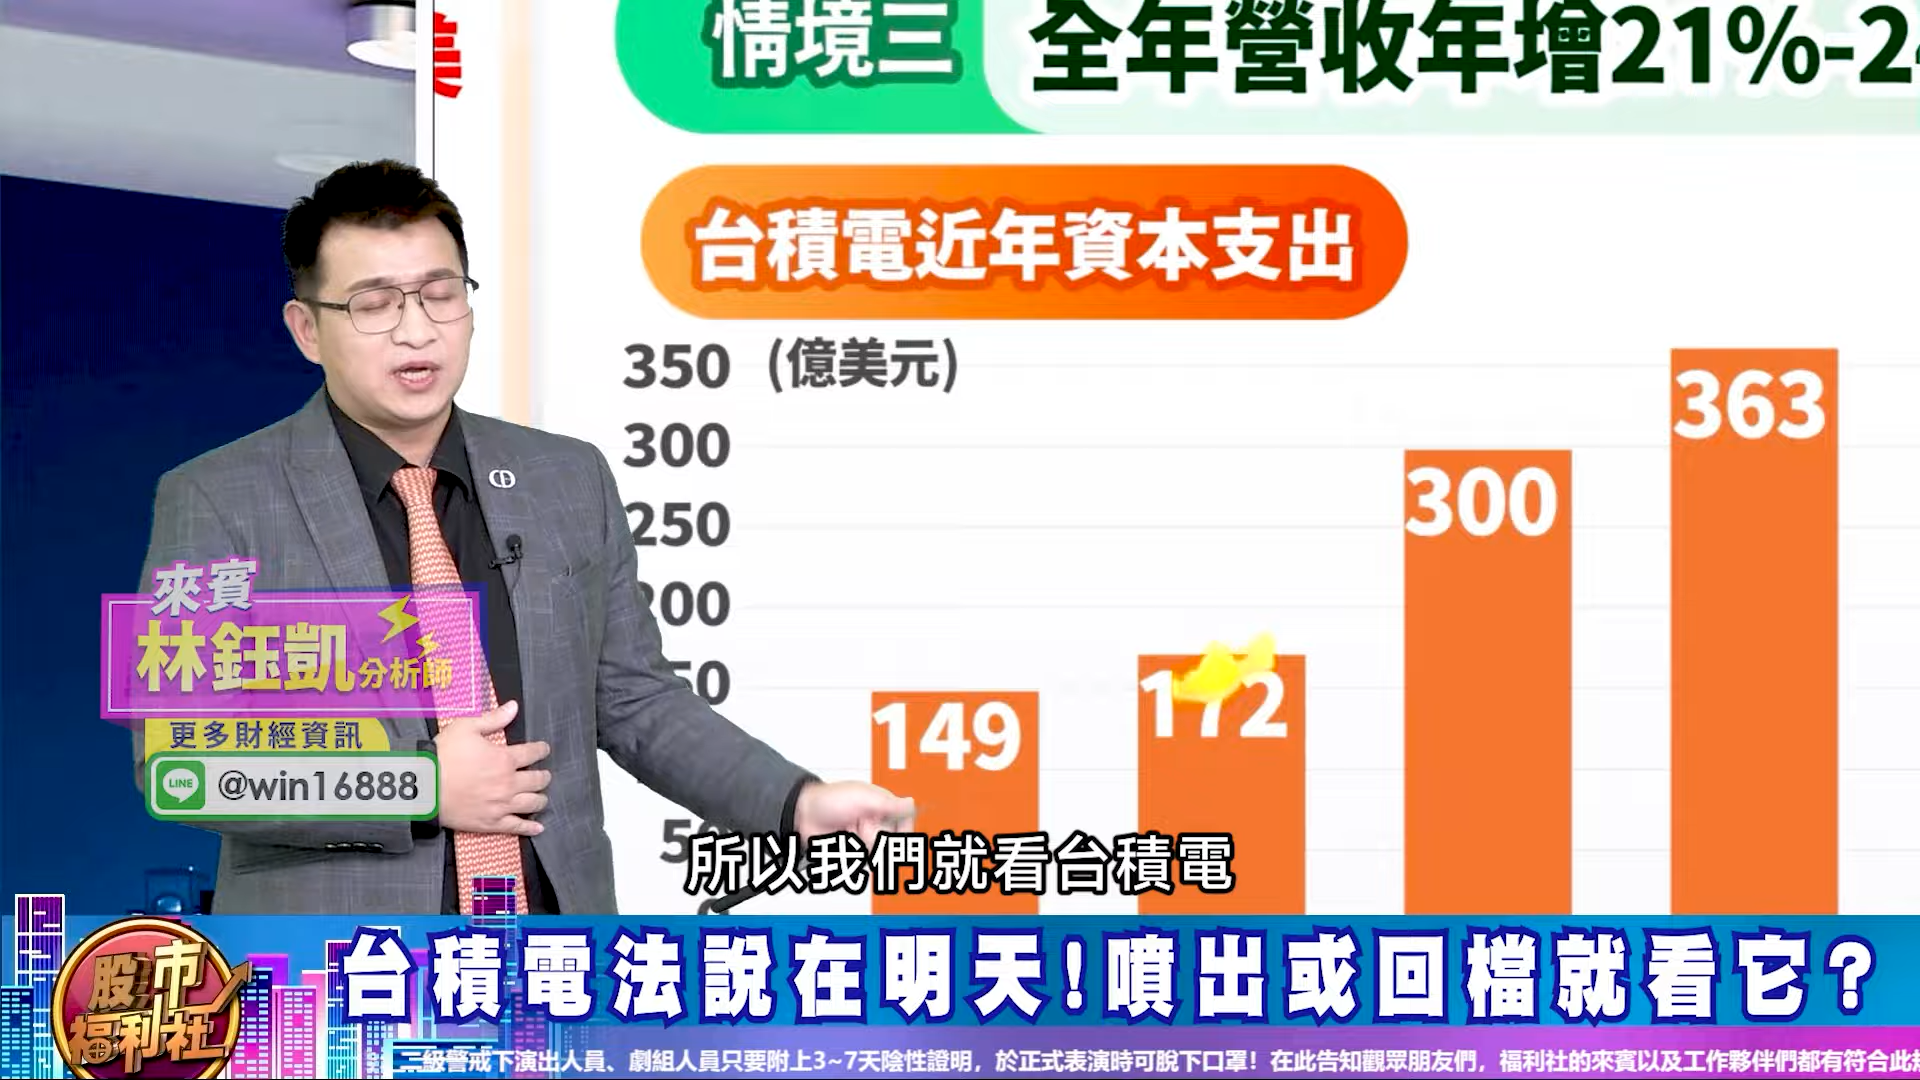 情境三
全年營收年增21%-2
台積電近年資本支出
350 (億美元)
300
250
149
172
300
363
來賓
林鈺凱分析師
更多財經資訊
LINE @win16888
所以我們就看台積電
股市
福利社
台積電法說在明天!噴出或回檔就看它?
二級警戒下演出人員、劇組人員只要附上3~7天陰性證明，於正式表演時可脫下口罩！在此告知觀眾朋友們，福利社的來賓以及工作夥伴們都有符合此